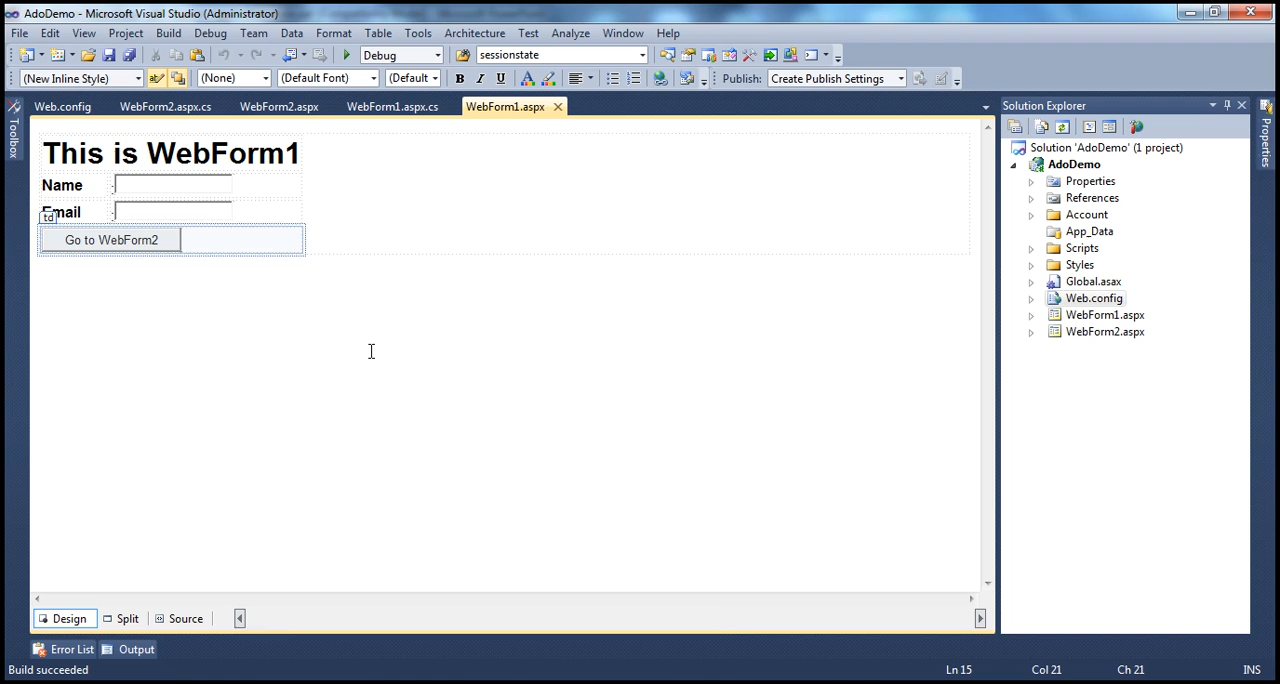 AdoDemo - Microsoft Visual Studio (Administrator)
File Edit View Project Build Debug Team Data Format Table Tools Architecture Test Analyze Window Help
Debug sessionstate
(New Inline Style) (None) (Default Font) (Default B I U A Publish: Create Publish Settings
Web.config WebForm2.aspx.cs WebForm2.aspx WebForm1.aspx.cs WebForm1.aspx
Toolbox
This is WebForm1
Name :
Email :
td
Go to WebForm2
Solution Explorer
Solution 'AdoDemo' (1 project)
AdoDemo
Properties
References
Account
App_Data
Scripts
Styles
Global.asax
Web.config
WebForm1.aspx
WebForm2.aspx
Properties
Design Split Source
Error List Output
Build succeeded Ln 15 Col 21 Ch 21 INS